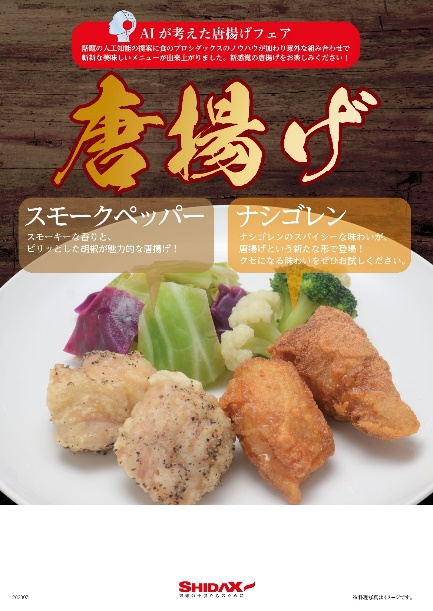 AIが考えた唐揚げフェア
話題の人工知能の提案に食のプロシダックスのノウハウが加わり意外な組み合わせで
斬新な美味しいメニューが出来上がりました。新感覚の唐揚げをお楽しみください！
唐揚げ
スモークペッパー
スモーキーな香りと、
ピリッとした胡椒が魅力的な唐揚げ！
ナシゴレン
ナシゴレンのスパイシーな味わいが、
唐揚げという新たな形で登場！
クセになる味わいをぜひお試しください。
SHIDAX
202307
※料理写真はイメージです。